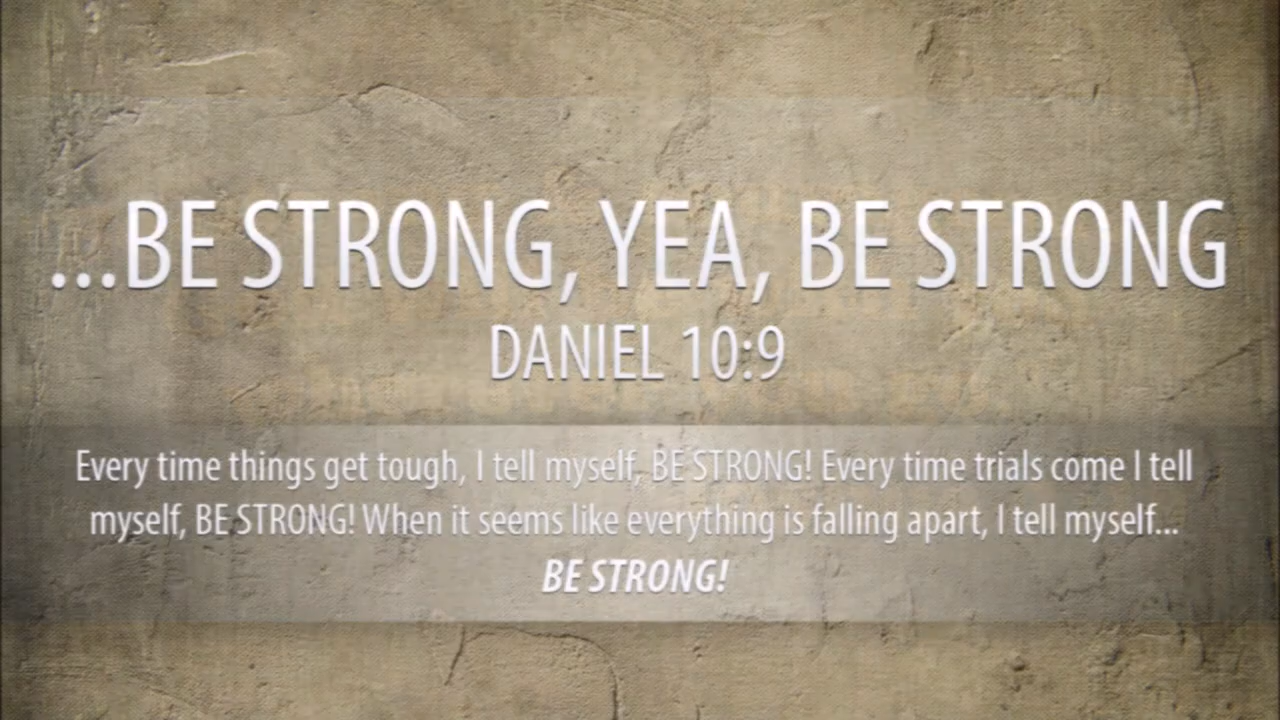 ...BE STRONG, YEA, BE STRONG
DANIEL 10:9
Every time things get tough, I tell myself, BE STRONG! Every time trials come I tell
myself, BE STRONG! When it seems like everything is falling apart, I tell myself...
BE STRONG!